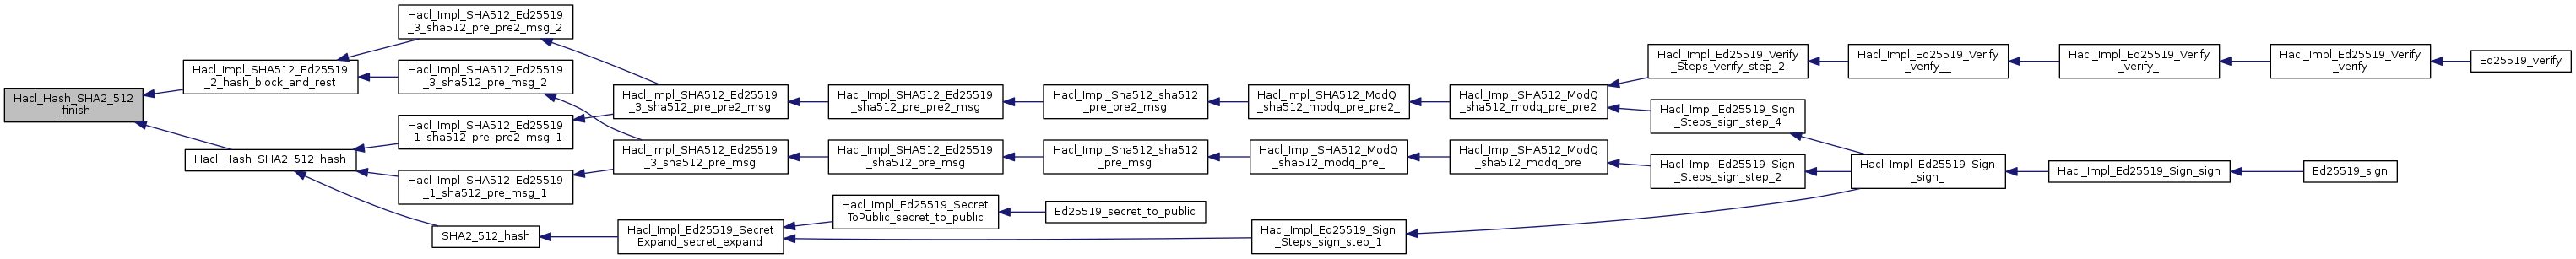 Hacl_Hash_SHA2_512
_finish
Hacl_Impl_SHA512_Ed25519
_2_hash_block_and_rest
Hacl_Hash_SHA2_512_hash
Hacl_Impl_SHA512_Ed25519
_3_sha512_pre_pre2_msg_2
Hacl_Impl_SHA512_Ed25519
_3_sha512_pre_msg_2
Hacl_Impl_SHA512_Ed25519
_1_sha512_pre_pre2_msg_1
Hacl_Impl_SHA512_Ed25519
_1_sha512_pre_msg_1
SHA2_512_hash
Hacl_Impl_SHA512_Ed25519
_3_sha512_pre_pre2_msg
Hacl_Impl_SHA512_Ed25519
_3_sha512_pre_msg
Hacl_Impl_Ed25519_Secret
Expand_secret_expand
Hacl_Impl_SHA512_Ed25519
_sha512_pre_pre2_msg
Hacl_Impl_SHA512_Ed25519
_sha512_pre_msg
Hacl_Impl_Ed25519_Secret
ToPublic_secret_to_public
Hacl_Impl_Sha512_sha512
_pre_pre2_msg
Hacl_Impl_Sha512_sha512
_pre_msg
Ed25519_secret_to_public
Hacl_Impl_SHA512_ModQ
_sha512_modq_pre_pre2_
Hacl_Impl_SHA512_ModQ
_sha512_modq_pre_
Hacl_Impl_Ed25519_Sign
_Steps_sign_step_1
Hacl_Impl_SHA512_ModQ
_sha512_modq_pre_pre2
Hacl_Impl_SHA512_ModQ
_sha512_modq_pre
Hacl_Impl_Ed25519_Verify
_Steps_verify_step_2
Hacl_Impl_Ed25519_Sign
_Steps_sign_step_4
Hacl_Impl_Ed25519_Sign
_Steps_sign_step_2
Hacl_Impl_Ed25519_Verify
_verify__
Hacl_Impl_Ed25519_Sign
_sign_
Hacl_Impl_Ed25519_Verify
_verify_
Hacl_Impl_Ed25519_Sign_sign
Hacl_Impl_Ed25519_Verify
_verify
Ed25519_sign
Ed25519_verify